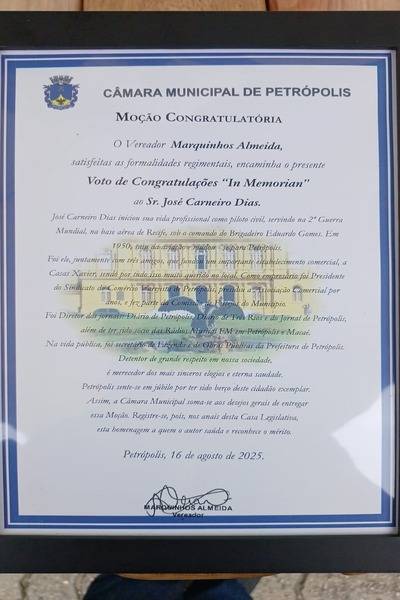 CÂMARA MUNICIPAL DE PETRÓPOLIS
MOÇÃO CONGRATULATÓRIA
O Vereador Marquinhos Almeida,
satisfeitas as formalidades regimentais, encaminha o presente
Voto de Congratulações "In Memorian"
ao Sr. José Carneiro Dias.
José Carneiro Dias iniciou sua vida profissional como piloto civil, servindo na 2ª Guerra
Mundial, na base aérea de Recife, sob o comando do Brigadeiro Eduardo Gomes. Em
1950, saiu da aviação e mudou-se para Petrópolis.
Foi ele, juntamente com três amigos, um importante estabelecimento comercial, a
Casas Xavier, sendo por tudo isso muito querido no local. Como empresário foi Presidente
do Sindicato do Comércio Varejista de Petrópolis, presidiu a Associação Comercial por
anos, e fez parte da do Município.
Foi Diretor dos jornais: Diário de Petrópolis, Diário de Três Rios e do Jornal de Petrópolis,
além de ter sido sócio das Rádios Musical FM em Petrópolis e Macaé.
Na vida pública, foi secretário de Fazenda e de Obras Públicas da Prefeitura de Petrópolis.
Detentor de grande respeito em nossa sociedade,
é merecedor dos mais sinceros elogios e eterna saudade.
Petrópolis sente-se em júbilo por ter sido berço deste cidadão exemplar.
Assim, a Câmara Municipal soma-se aos desejos gerais de entregar
essa Moção. Registre-se, pois, nos anais desta Casa Legislativa,
esta homenagem a quem o autor saúda e reconhece o mérito.
Petrópolis, 16 de agosto de 2025.
MARQUINHOS ALMEIDA
Vereador